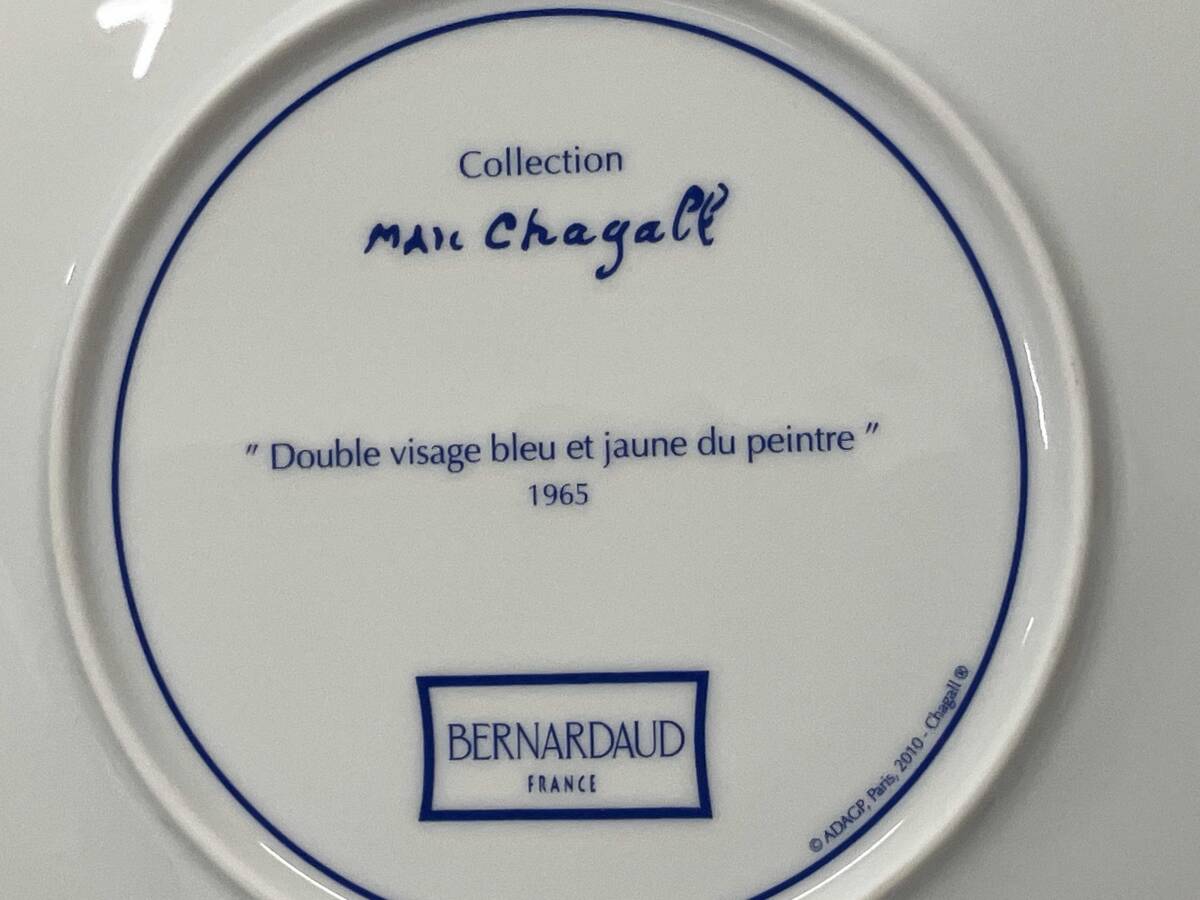 Collection
Marc Chagall
" Double visage bleu et jaune du peintre "
1965
BERNARDAUD
FRANCE
© ADAGP, Paris, 2010 - Chagall ®